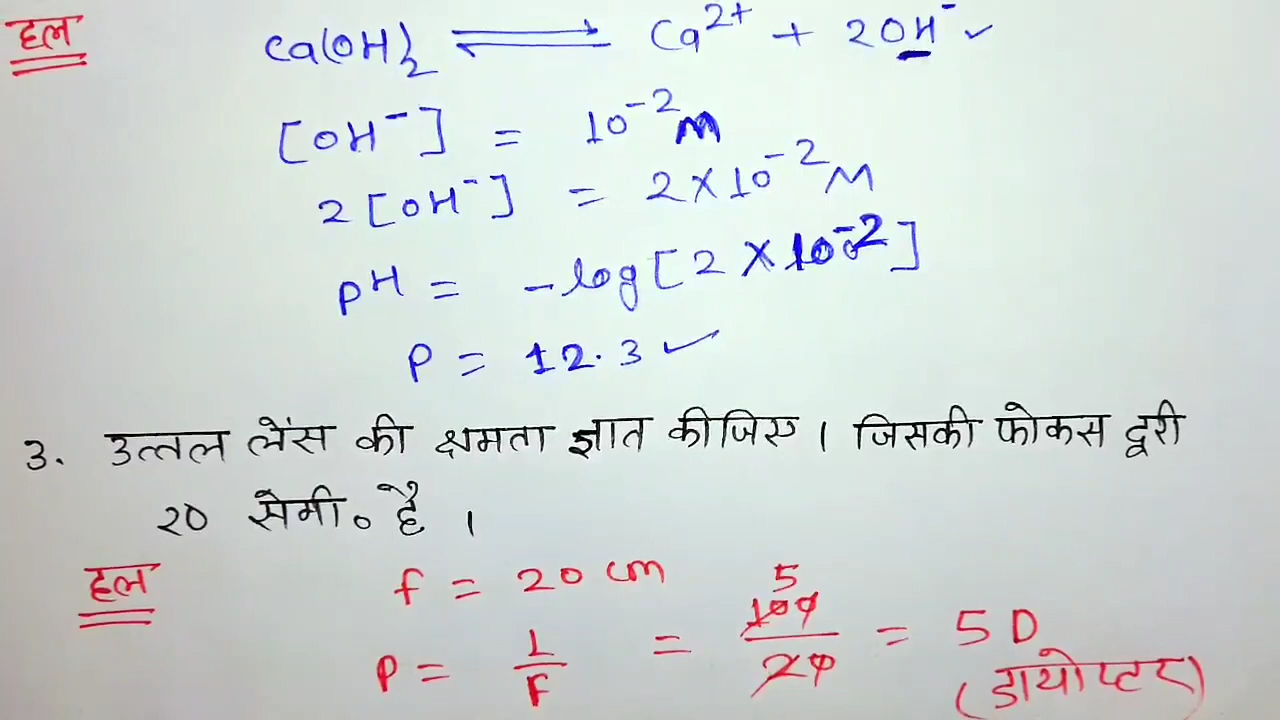 हल
Ca(OH)₂ ⇌ Ca²⁺ + 2OH⁻ ✓
[OH⁻] = 10⁻² M
2[OH⁻] = 2×10⁻² M
pH = -log[2×10⁻²]
P = 12.3 ✓
3. उत्तल लेंस की क्षमता ज्ञात कीजिए । जिसकी फोकस दूरी
20 सेमी० है ।
हल
f = 20 cm
5
P = 1/F = 100/20 = 5D
(डायोप्टर)